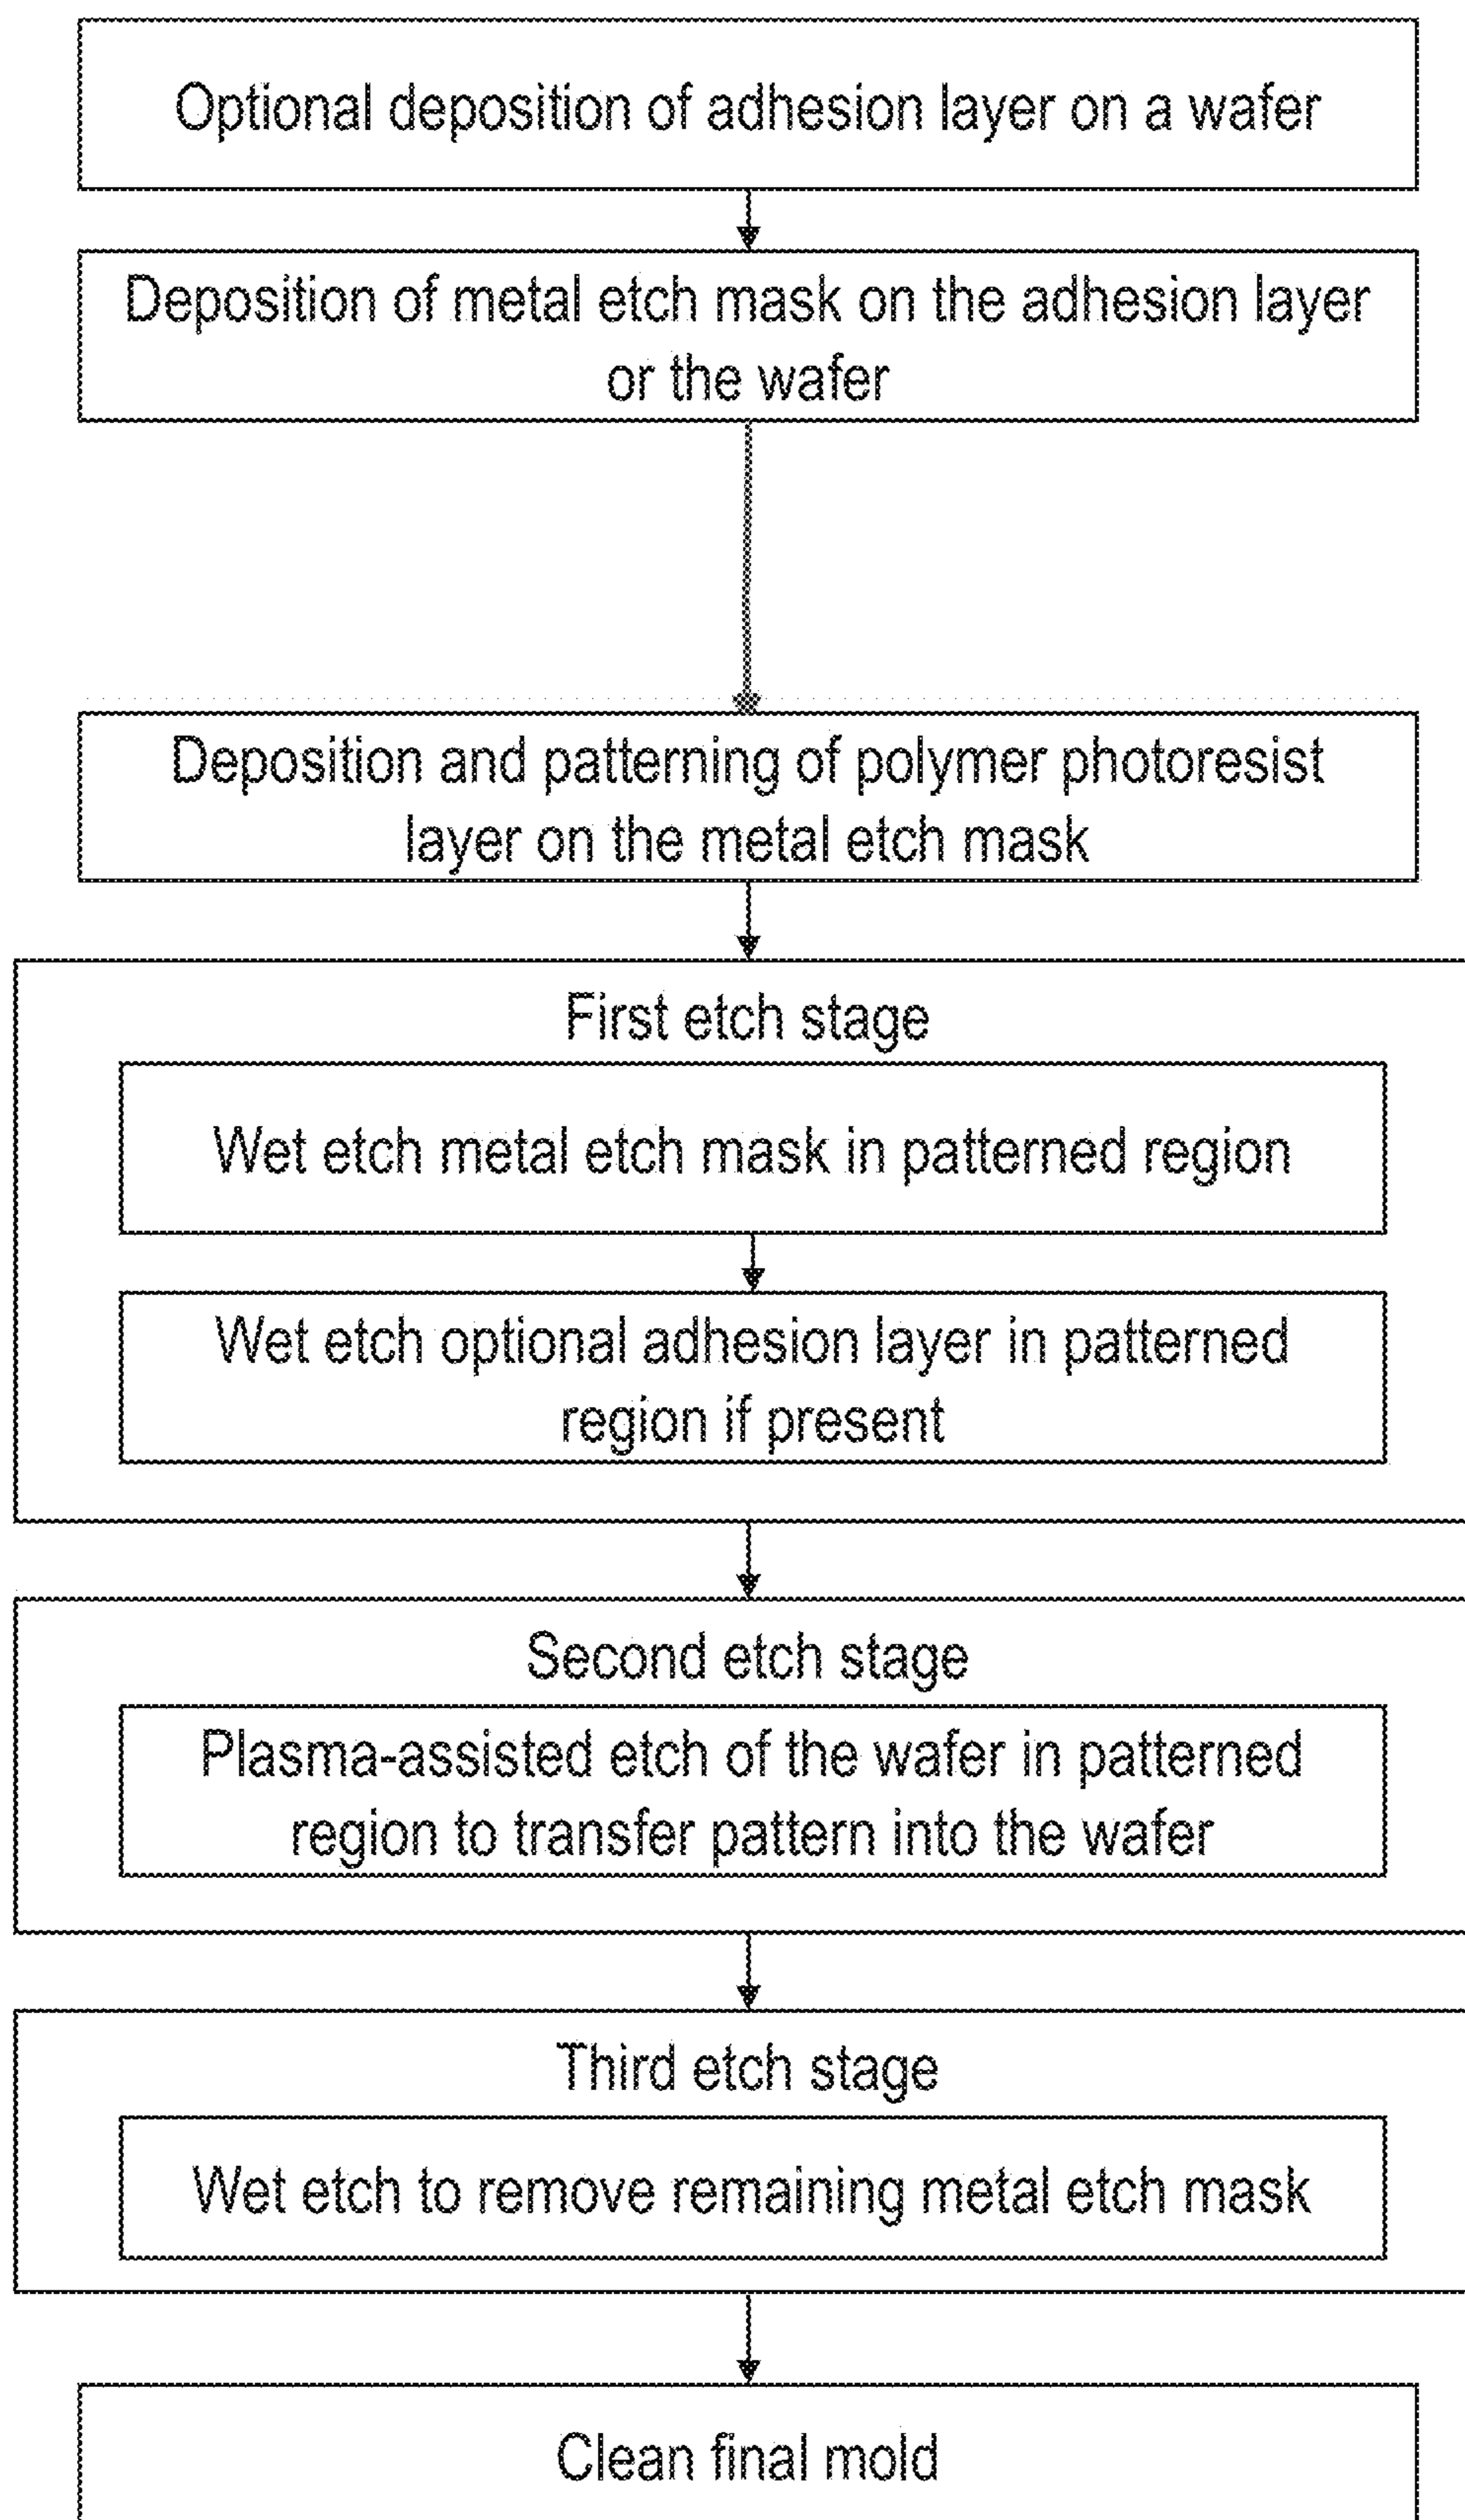 Optional deposition of adhesion layer on a wafer
Deposition of metal etch mask on the adhesion layer
or the wafer
Deposition and patterning of polymer photoresist
layer on the metal etch mask
First etch stage
Wet etch metal etch mask in patterned region
Wet etch optional adhesion layer in patterned
region if present
Second etch stage
Plasma-assisted etch of the wafer in patterned
region to transfer pattern into the wafer
Third etch stage
Wet etch to remove remaining metal etch mask
Clean final mold